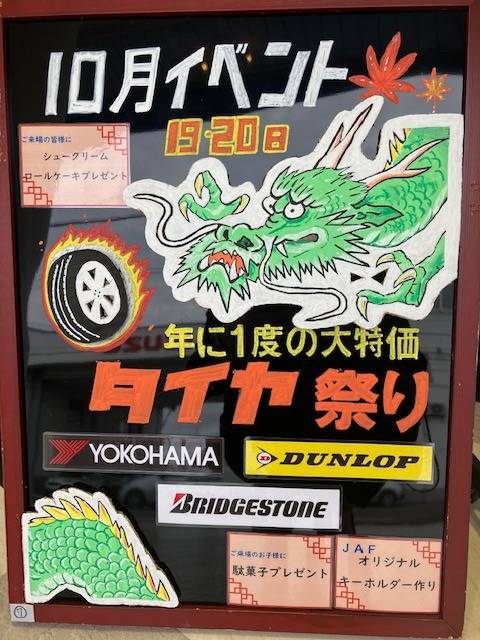 10月イベント
19・20日
ご来場の皆様に
シュークリーム
ロールケーキプレゼント
年に1度の大特価
タイヤ祭り
YOKOHAMA
DUNLOP
BRIDGESTONE
ご来場のお子様に
駄菓子プレゼント
JAF
オリジナル
キーホルダー作り